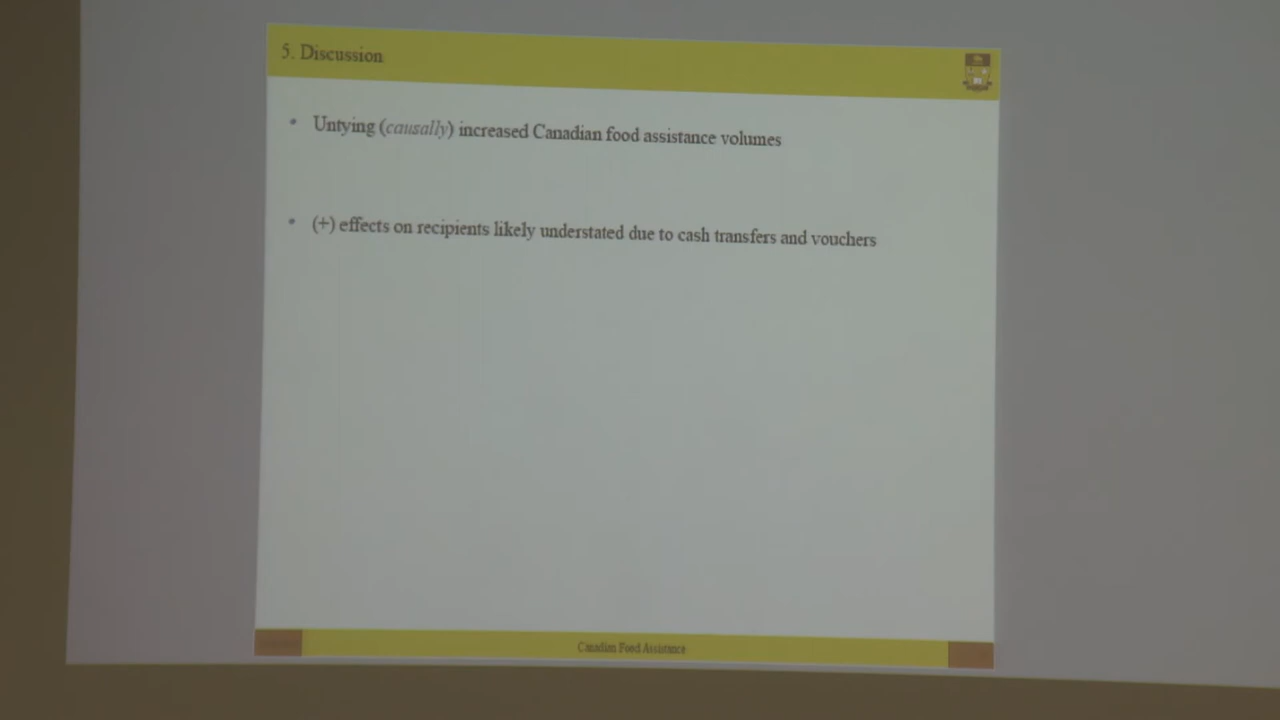 5. Discussion
• Untying (causally) increased Canadian food assistance volumes
• (+) effects on recipients likely understated due to cash transfers and vouchers
Canadian Food Assistance